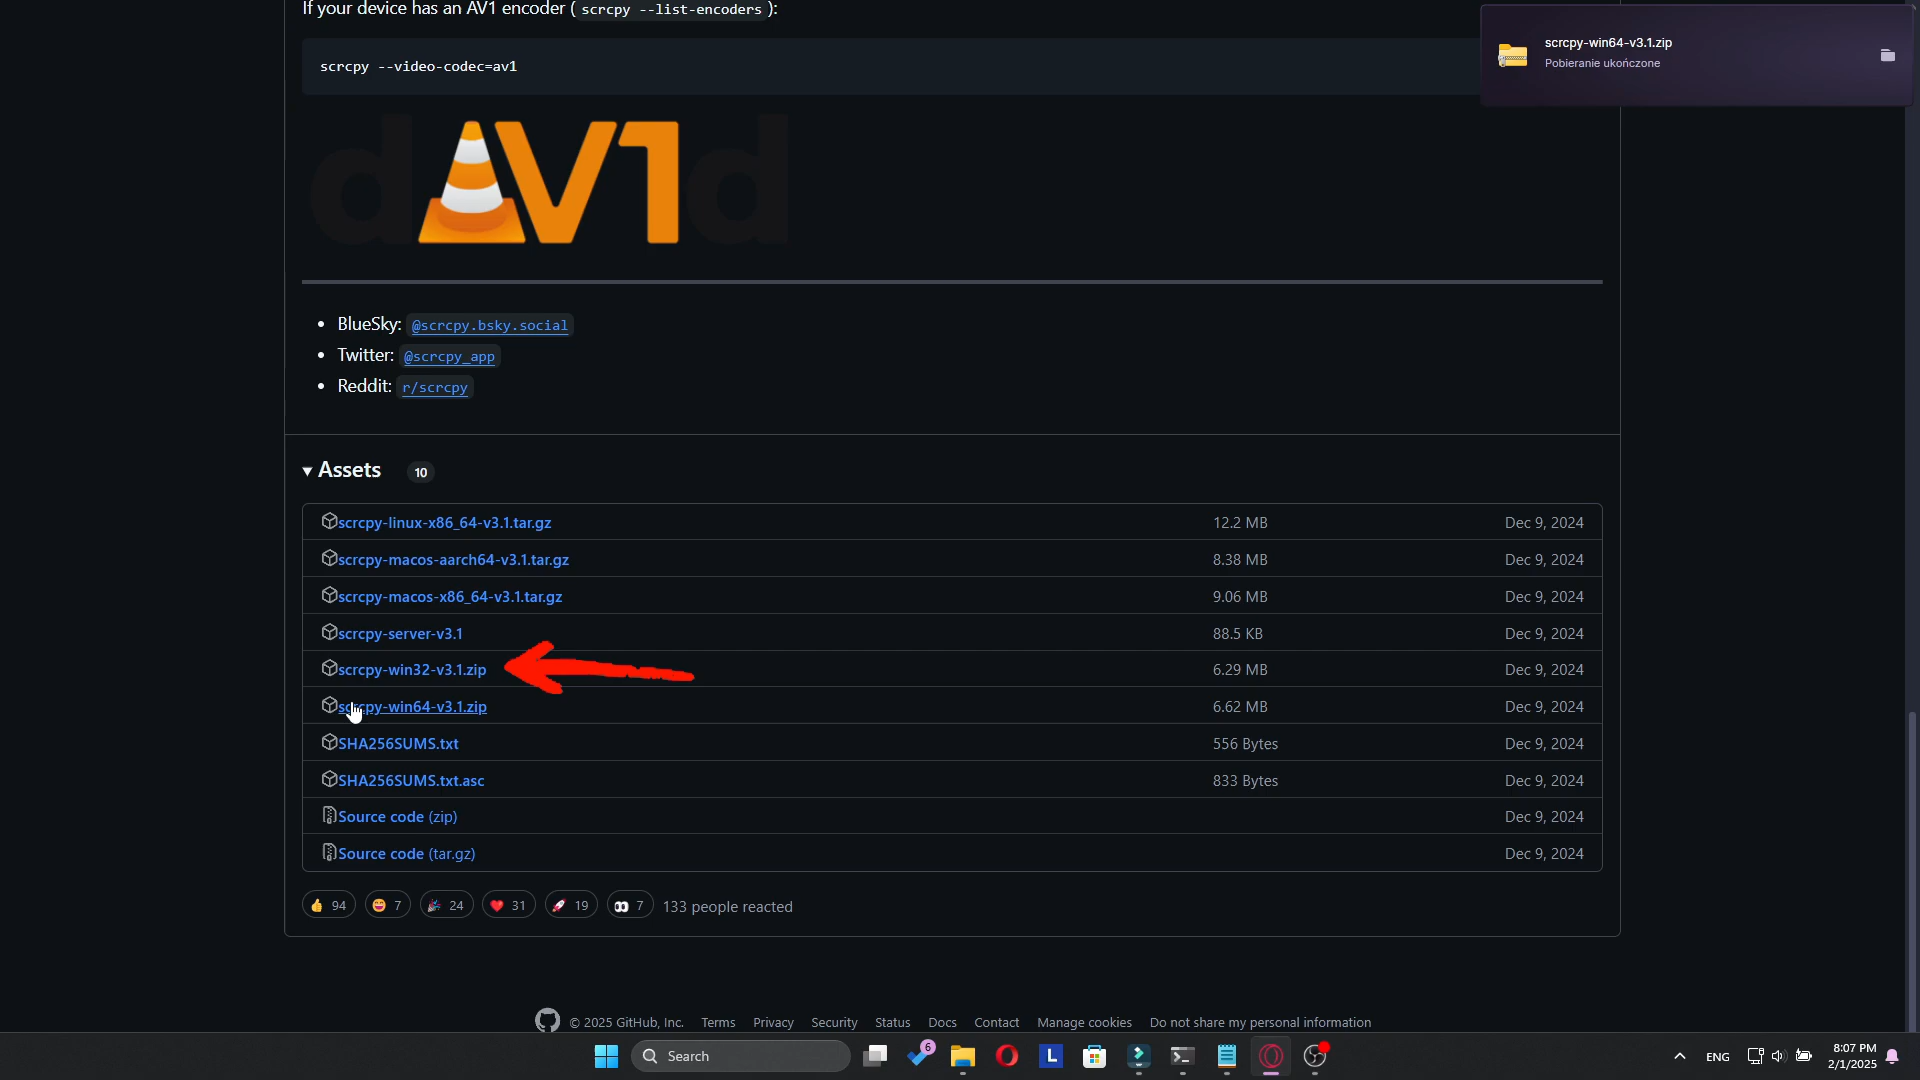 If your device has an AV1 encoder ( scrcpy --list-encoders ):
scrcpy-win64-v3.1.zip
Pobieranie ukończone
scrcpy --video-codec=av1
dAV1d
BlueSky: @scrcpy.bsky.social
Twitter: @scrcpy_app
Reddit: r/scrcpy
Assets 10
scrcpy-linux-x86_64-v3.1.tar.gz 12.2 MB Dec 9, 2024
scrcpy-macos-aarch64-v3.1.tar.gz 8.38 MB Dec 9, 2024
scrcpy-macos-x86_64-v3.1.tar.gz 9.06 MB Dec 9, 2024
scrcpy-server-v3.1 88.5 KB Dec 9, 2024
scrcpy-win32-v3.1.zip 6.29 MB Dec 9, 2024
scrcpy-win64-v3.1.zip 6.62 MB Dec 9, 2024
SHA256SUMS.txt 556 Bytes Dec 9, 2024
SHA256SUMS.txt.asc 833 Bytes Dec 9, 2024
Source code (zip) Dec 9, 2024
Source code (tar.gz) Dec 9, 2024
94 7 24 31 19 7 133 people reacted
© 2025 GitHub, Inc. Terms Privacy Security Status Docs Contact Manage cookies Do not share my personal information
Search 6 L ENG 8:07 PM
2/1/2025